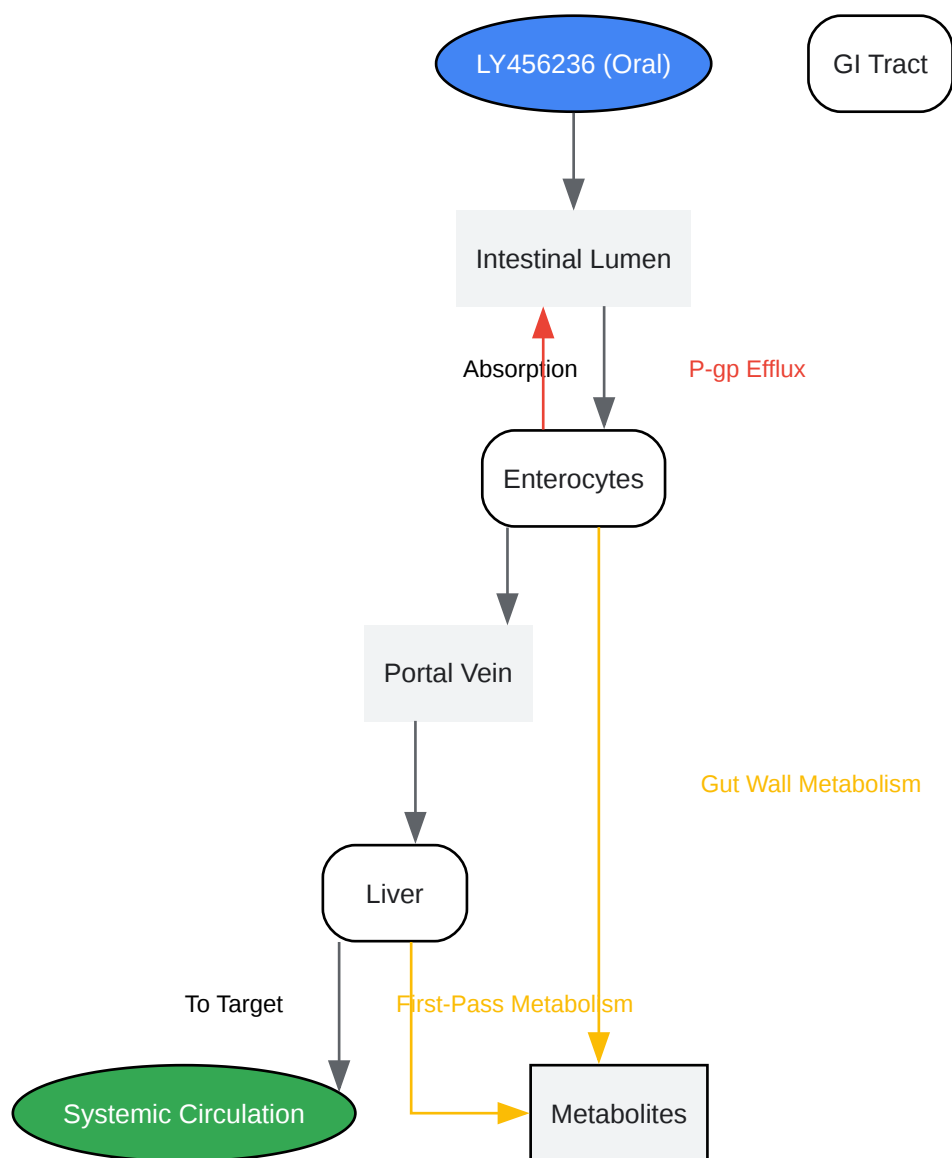 LY456236 (Oral)
GI Tract
Intestinal Lumen
Absorption
P-gp Efflux
Enterocytes
Portal Vein
Gut Wall Metabolism
Liver
To Target
First-Pass Metabolism
Systemic Circulation
Metabolites